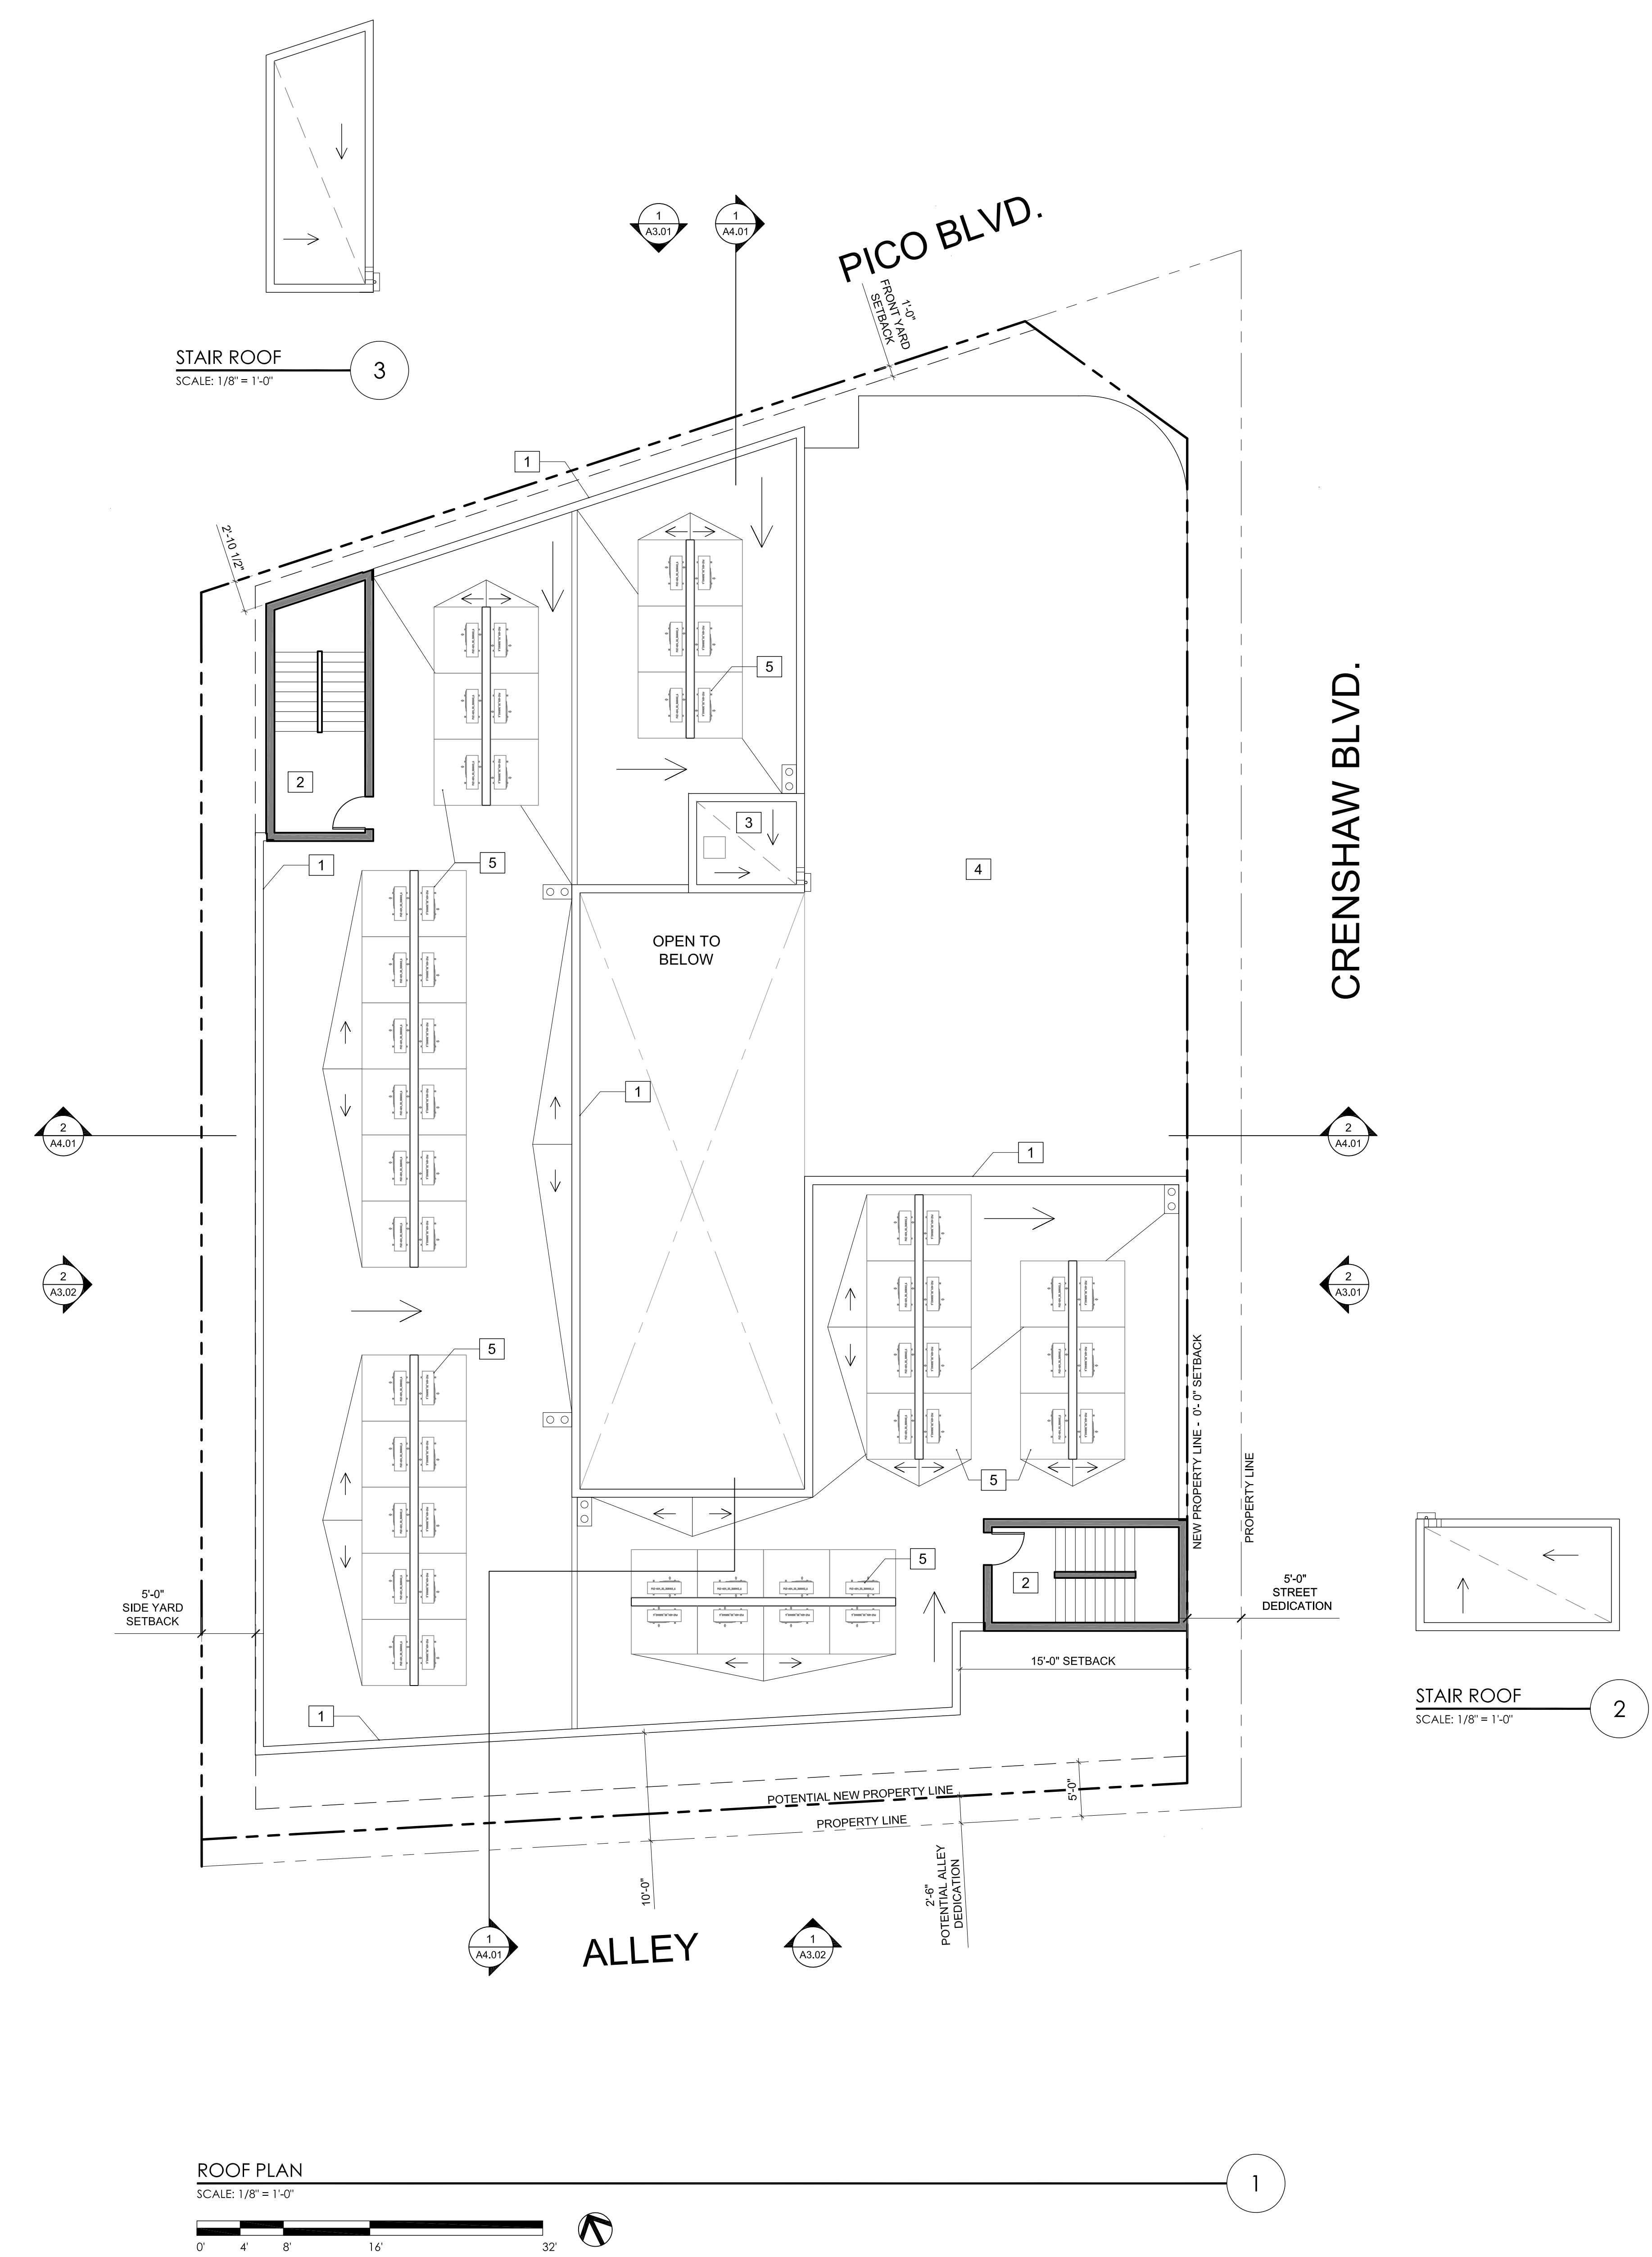 1
A3.01
1
A4.01
PICO BLVD.
1'-0"
FRONT YARD
SETBACK
STAIR ROOF
SCALE: 1/8" = 1'-0"
3
1
2'-10 1/2"
5
2
3
1
5
4
CRENSHAW BLVD.
OPEN TO
BELOW
1
2
A4.01
2
A4.01
1
2
A3.02
2
A3.01
5
NEW PROPERTY LINE - 0'- 0" SETBACK
PROPERTY LINE
5
5
2
5'-0"
SIDE YARD
SETBACK
5'-0"
STREET
DEDICATION
15'-0" SETBACK
STAIR ROOF
SCALE: 1/8" = 1'-0"
2
1
POTENTIAL NEW PROPERTY LINE
5'-0"
PROPERTY LINE
10'-0"
2'-6"
POTENTIAL ALLEY
DEDICATION
1
A4.01
ALLEY
1
A3.02
ROOF PLAN
SCALE: 1/8" = 1'-0"
1
0' 4' 8' 16' 32'